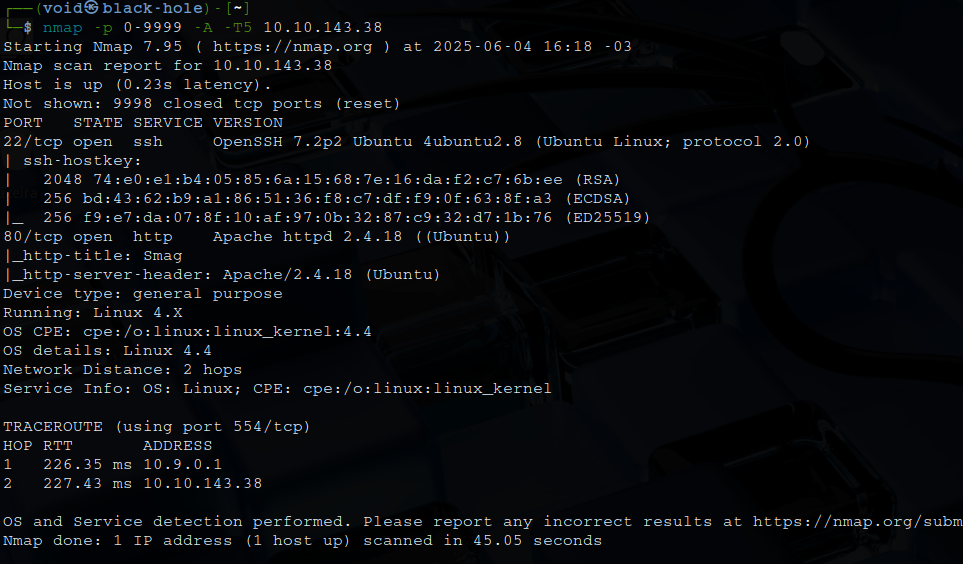 ┌──(void㉿black-hole)-[~]
└─$ nmap -p 0-9999 -A -T5 10.10.143.38
Starting Nmap 7.95 ( https://nmap.org ) at 2025-06-04 16:18 -03
Nmap scan report for 10.10.143.38
Host is up (0.23s latency).
Not shown: 9998 closed tcp ports (reset)
PORT   STATE SERVICE VERSION
22/tcp open  ssh     OpenSSH 7.2p2 Ubuntu 4ubuntu2.8 (Ubuntu Linux; protocol 2.0)
| ssh-hostkey:
|   2048 74:e0:e1:b4:05:85:6a:15:68:7e:16:da:f2:c7:6b:ee (RSA)
|   256 bd:43:62:b9:a1:86:51:36:f8:c7:df:f9:0f:63:8f:a3 (ECDSA)
|_  256 f9:e7:da:07:8f:10:af:97:0b:32:87:c9:32:d7:1b:76 (ED25519)
80/tcp open  http    Apache httpd 2.4.18 ((Ubuntu))
|_http-title: Smag
|_http-server-header: Apache/2.4.18 (Ubuntu)
Device type: general purpose
Running: Linux 4.X
OS CPE: cpe:/o:linux:linux_kernel:4.4
OS details: Linux 4.4
Network Distance: 2 hops
Service Info: OS: Linux; CPE: cpe:/o:linux:linux_kernel
TRACEROUTE (using port 554/tcp)
HOP RTT       ADDRESS
1   226.35 ms 10.9.0.1
2   227.43 ms 10.10.143.38
OS and Service detection performed. Please report any incorrect results at https://nmap.org/subm
Nmap done: 1 IP address (1 host up) scanned in 45.05 seconds